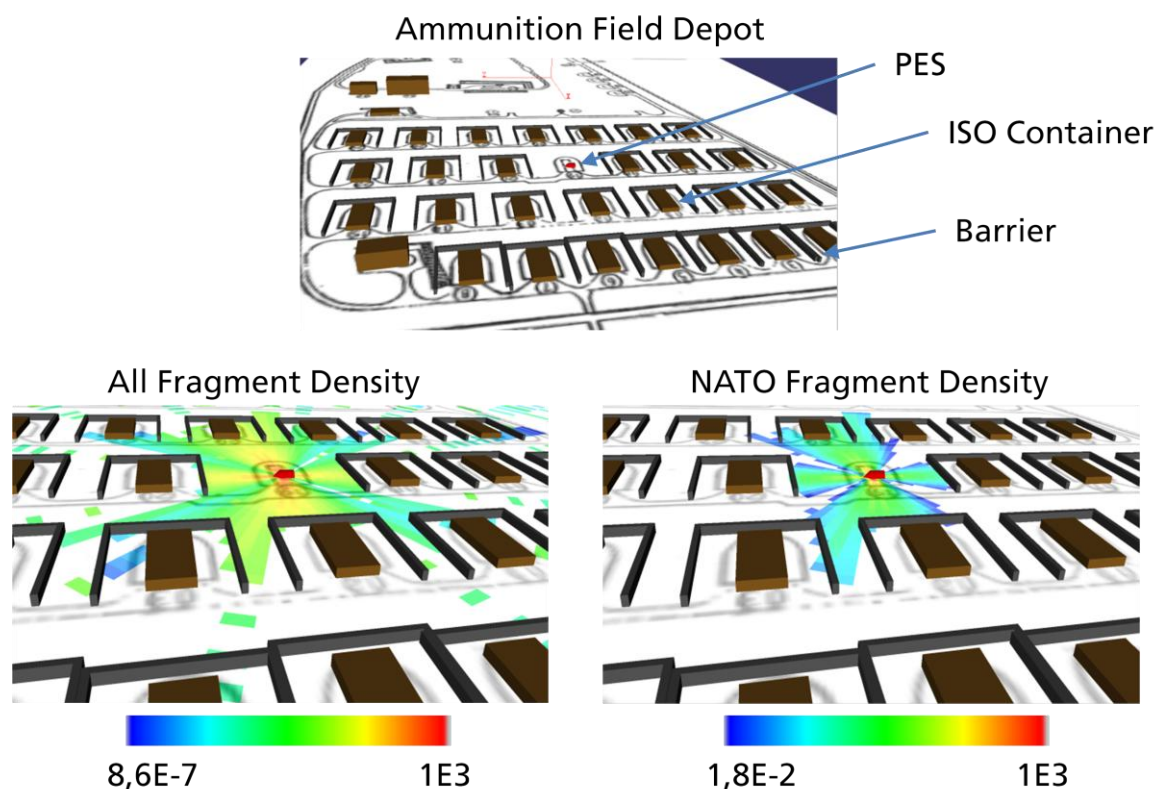 Ammunition Field Depot
PES
ISO Container
Barrier
All Fragment Density
NATO Fragment Density
8,6E-7
1E3
1,8E-2
1E3